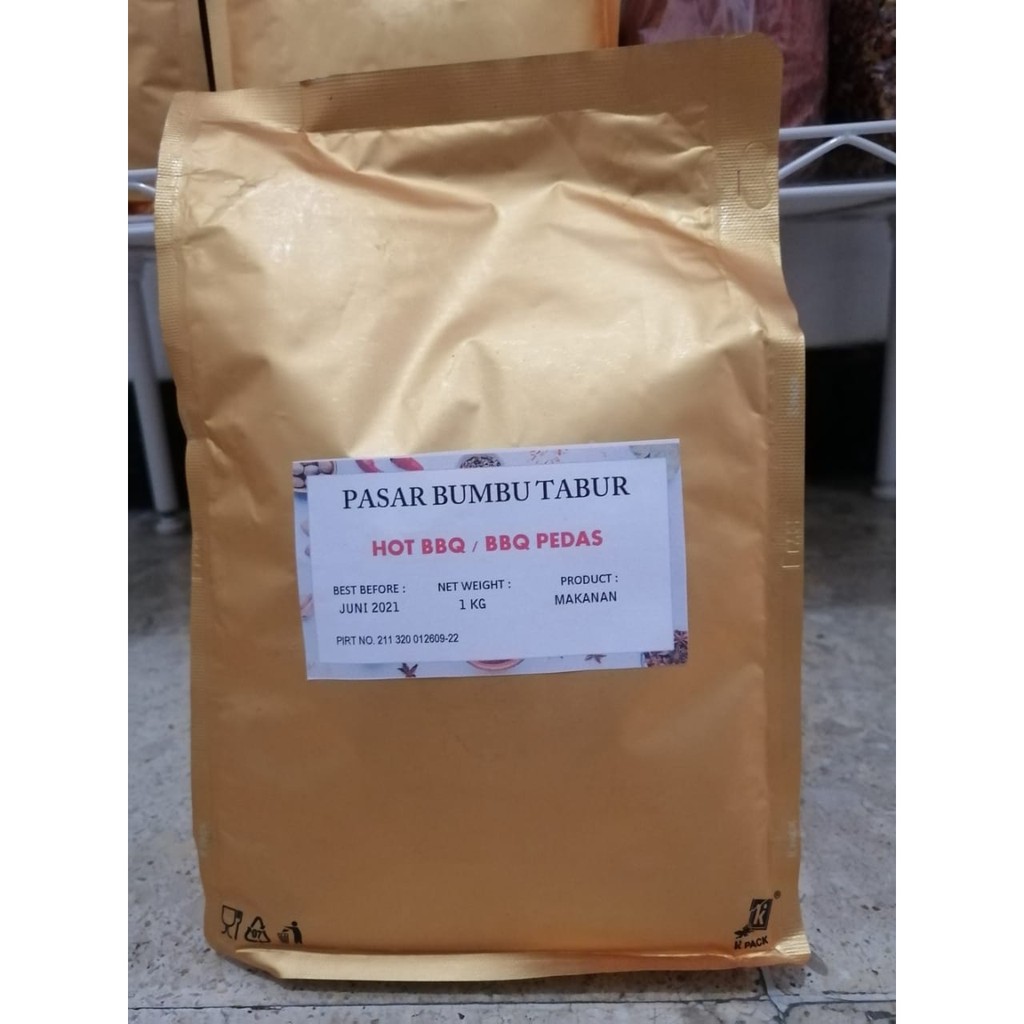 PASAR BUMBU TABUR
HOT BBQ / BBQ PEDAS
BEST BEFORE : NET WEIGHT : PRODUCT :
JUNI 2021 1 KG MAKANAN
PIRT NO. 211 320 012609-22
07
K PACK